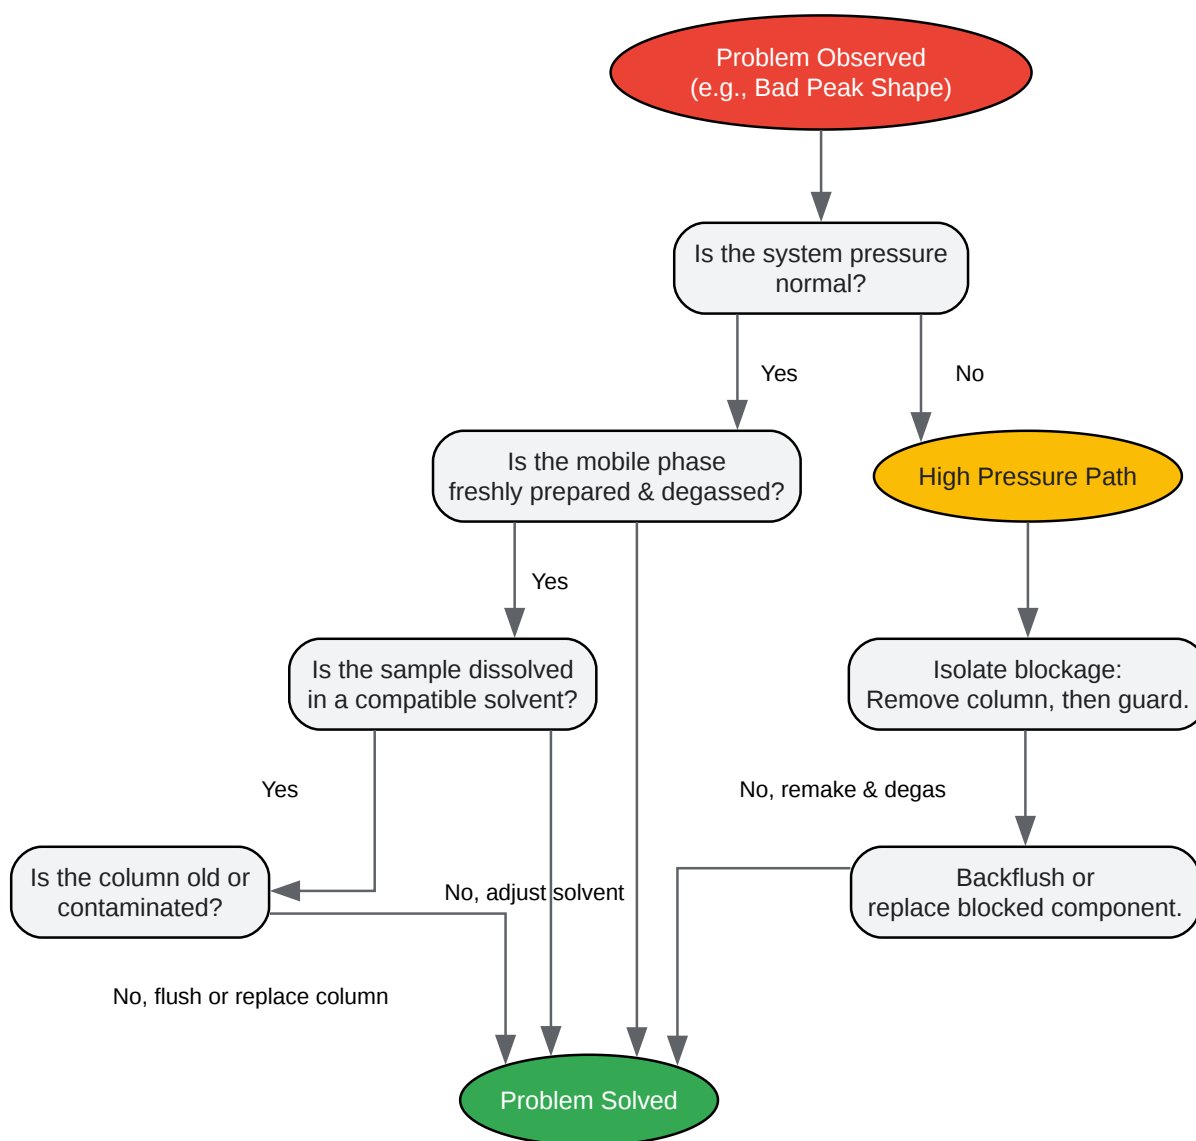 Problem Observed
(e.g., Bad Peak Shape)
Is the system pressure
normal?
Yes
No
Is the mobile phase
freshly prepared & degassed?
High Pressure Path
Yes
Is the sample dissolved
in a compatible solvent?
Isolate blockage:
Remove column, then guard.
Yes
No, remake & degas
Is the column old or
contaminated?
No, adjust solvent
Backflush or
replace blocked component.
No, flush or replace column
Problem Solved